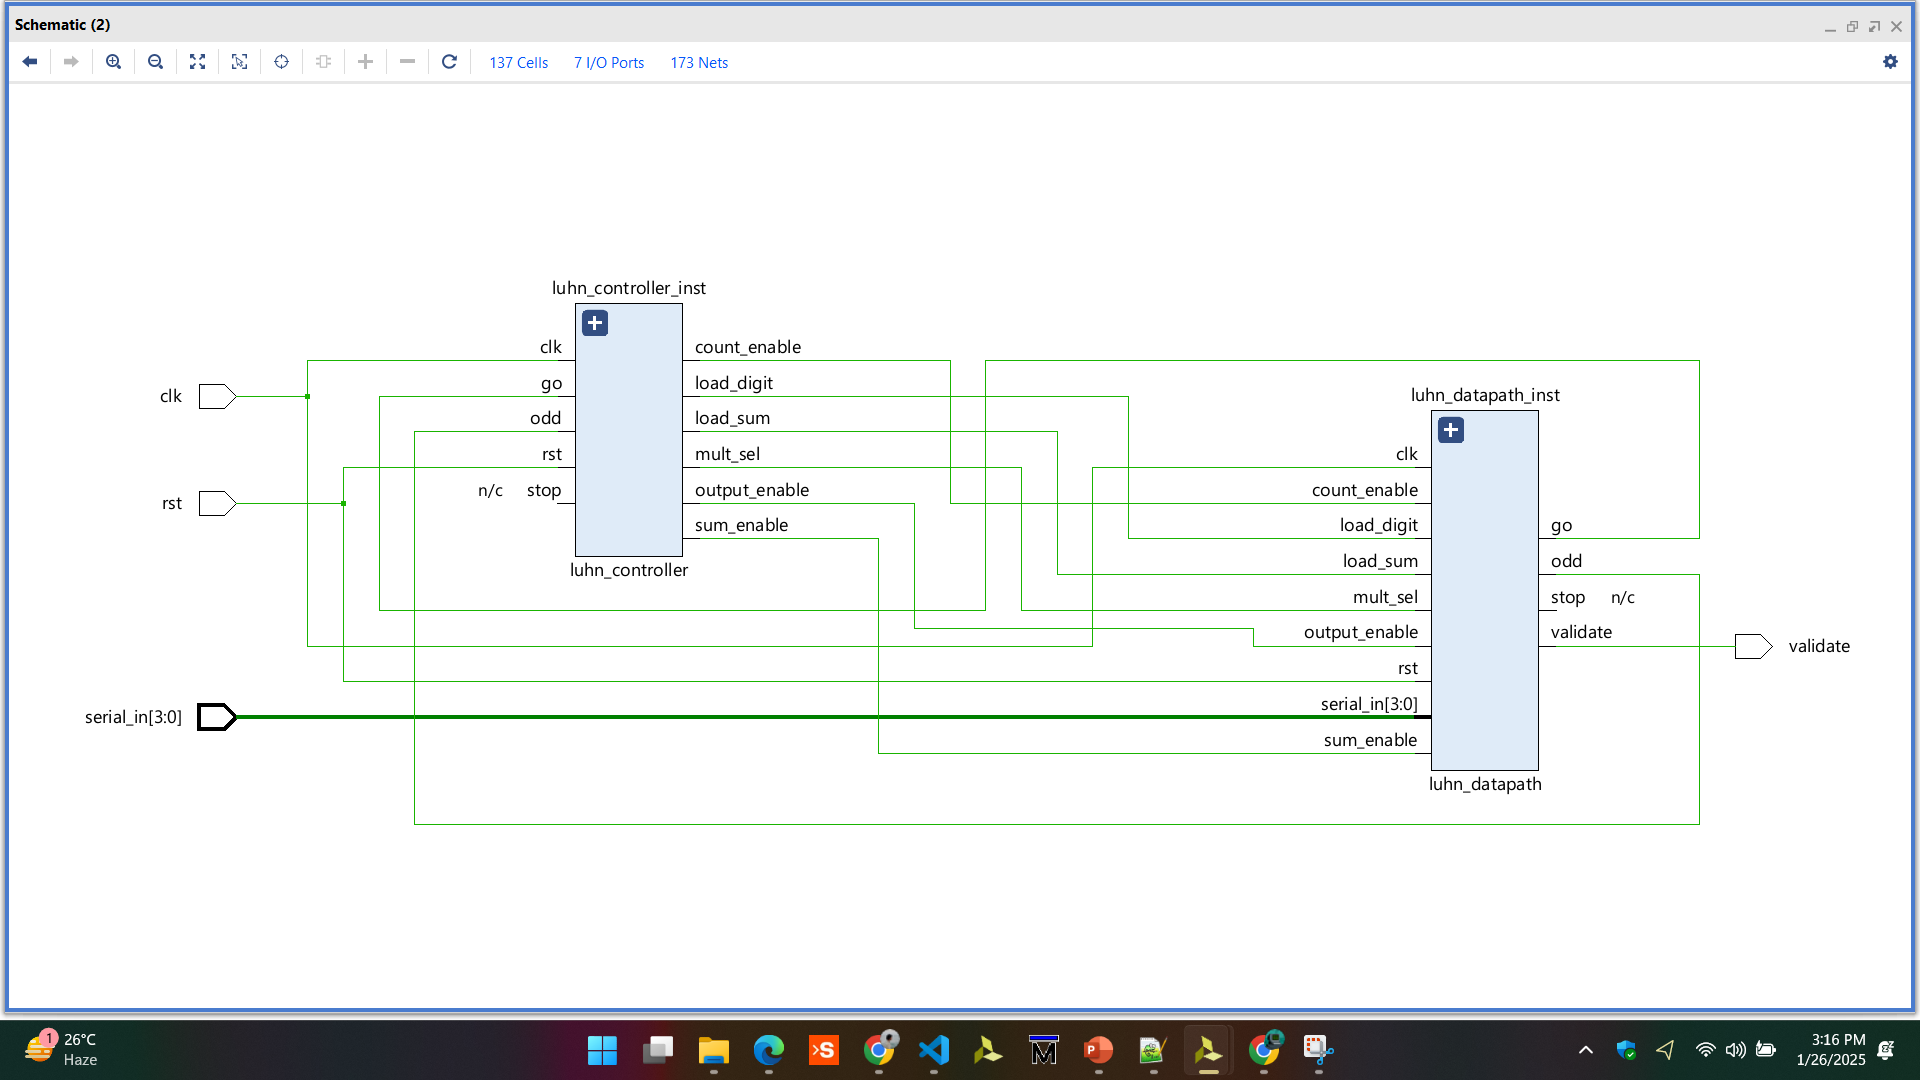 Schematic (2)
137 Cells 7 I/O Ports 173 Nets
luhn_controller_inst
clk
go
odd
rst
n/c stop
count_enable
load_digit
load_sum
mult_sel
output_enable
sum_enable
luhn_controller
clk
rst
serial_in[3:0]
luhn_datapath_inst
clk
count_enable
load_digit
load_sum
mult_sel
output_enable
rst
serial_in[3:0]
sum_enable
go
odd
stop n/c
validate
luhn_datapath
validate
1
26°C
Haze
3:16 PM
1/26/2025